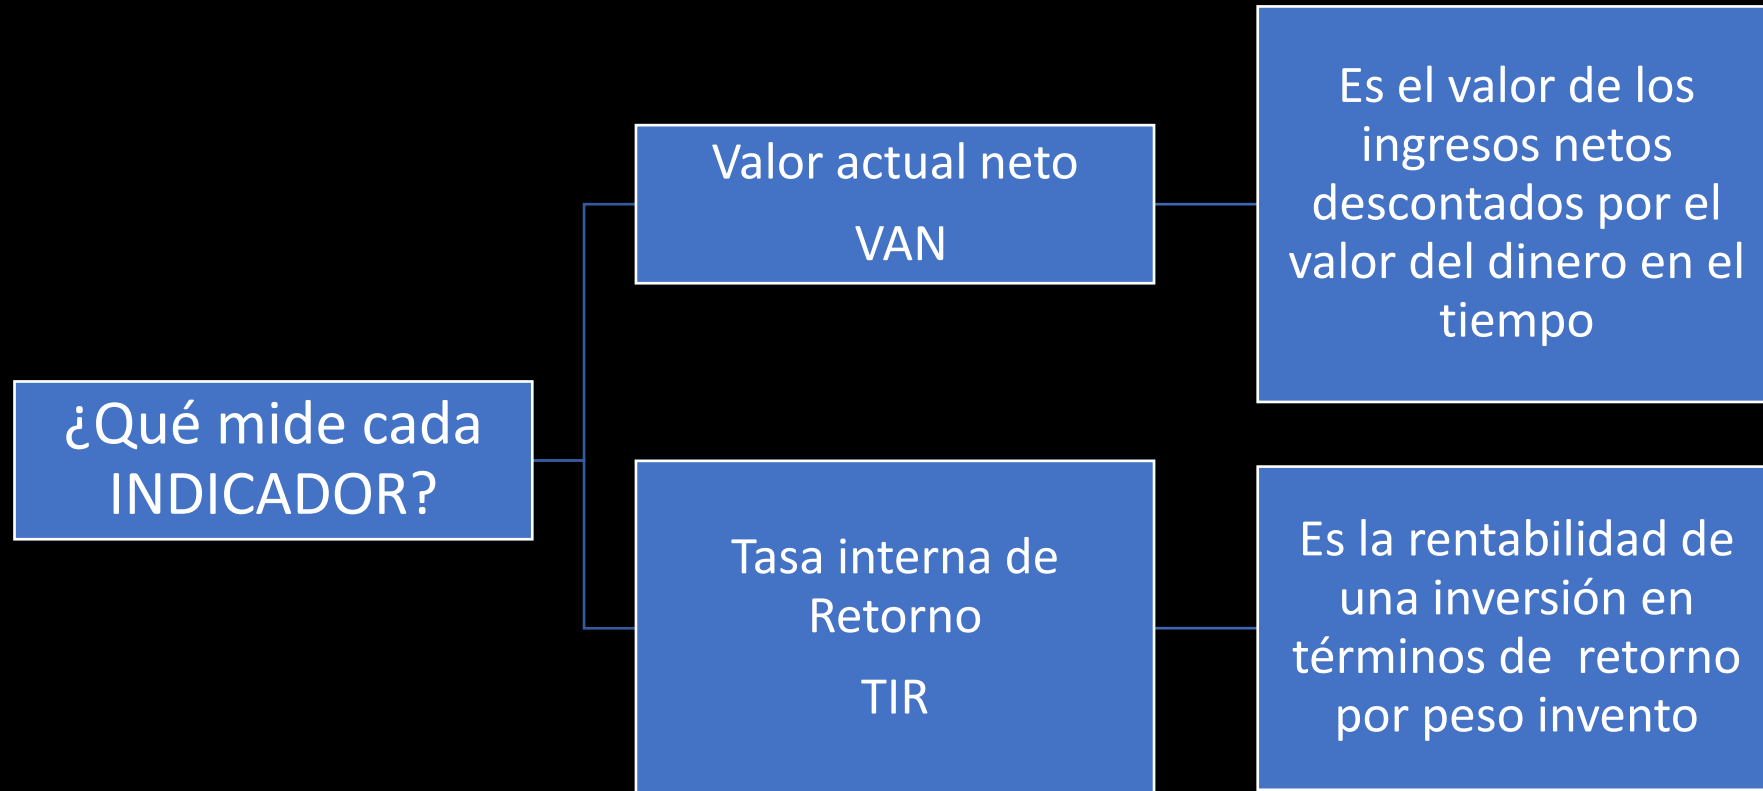 ¿Qué mide cada
INDICADOR?
Valor actual neto
VAN
Es el valor de los
ingresos netos
descontados por el
valor del dinero en el
tiempo
Tasa interna de
Retorno
TIR
Es la rentabilidad de
una inversión en
términos de  retorno
por peso invento